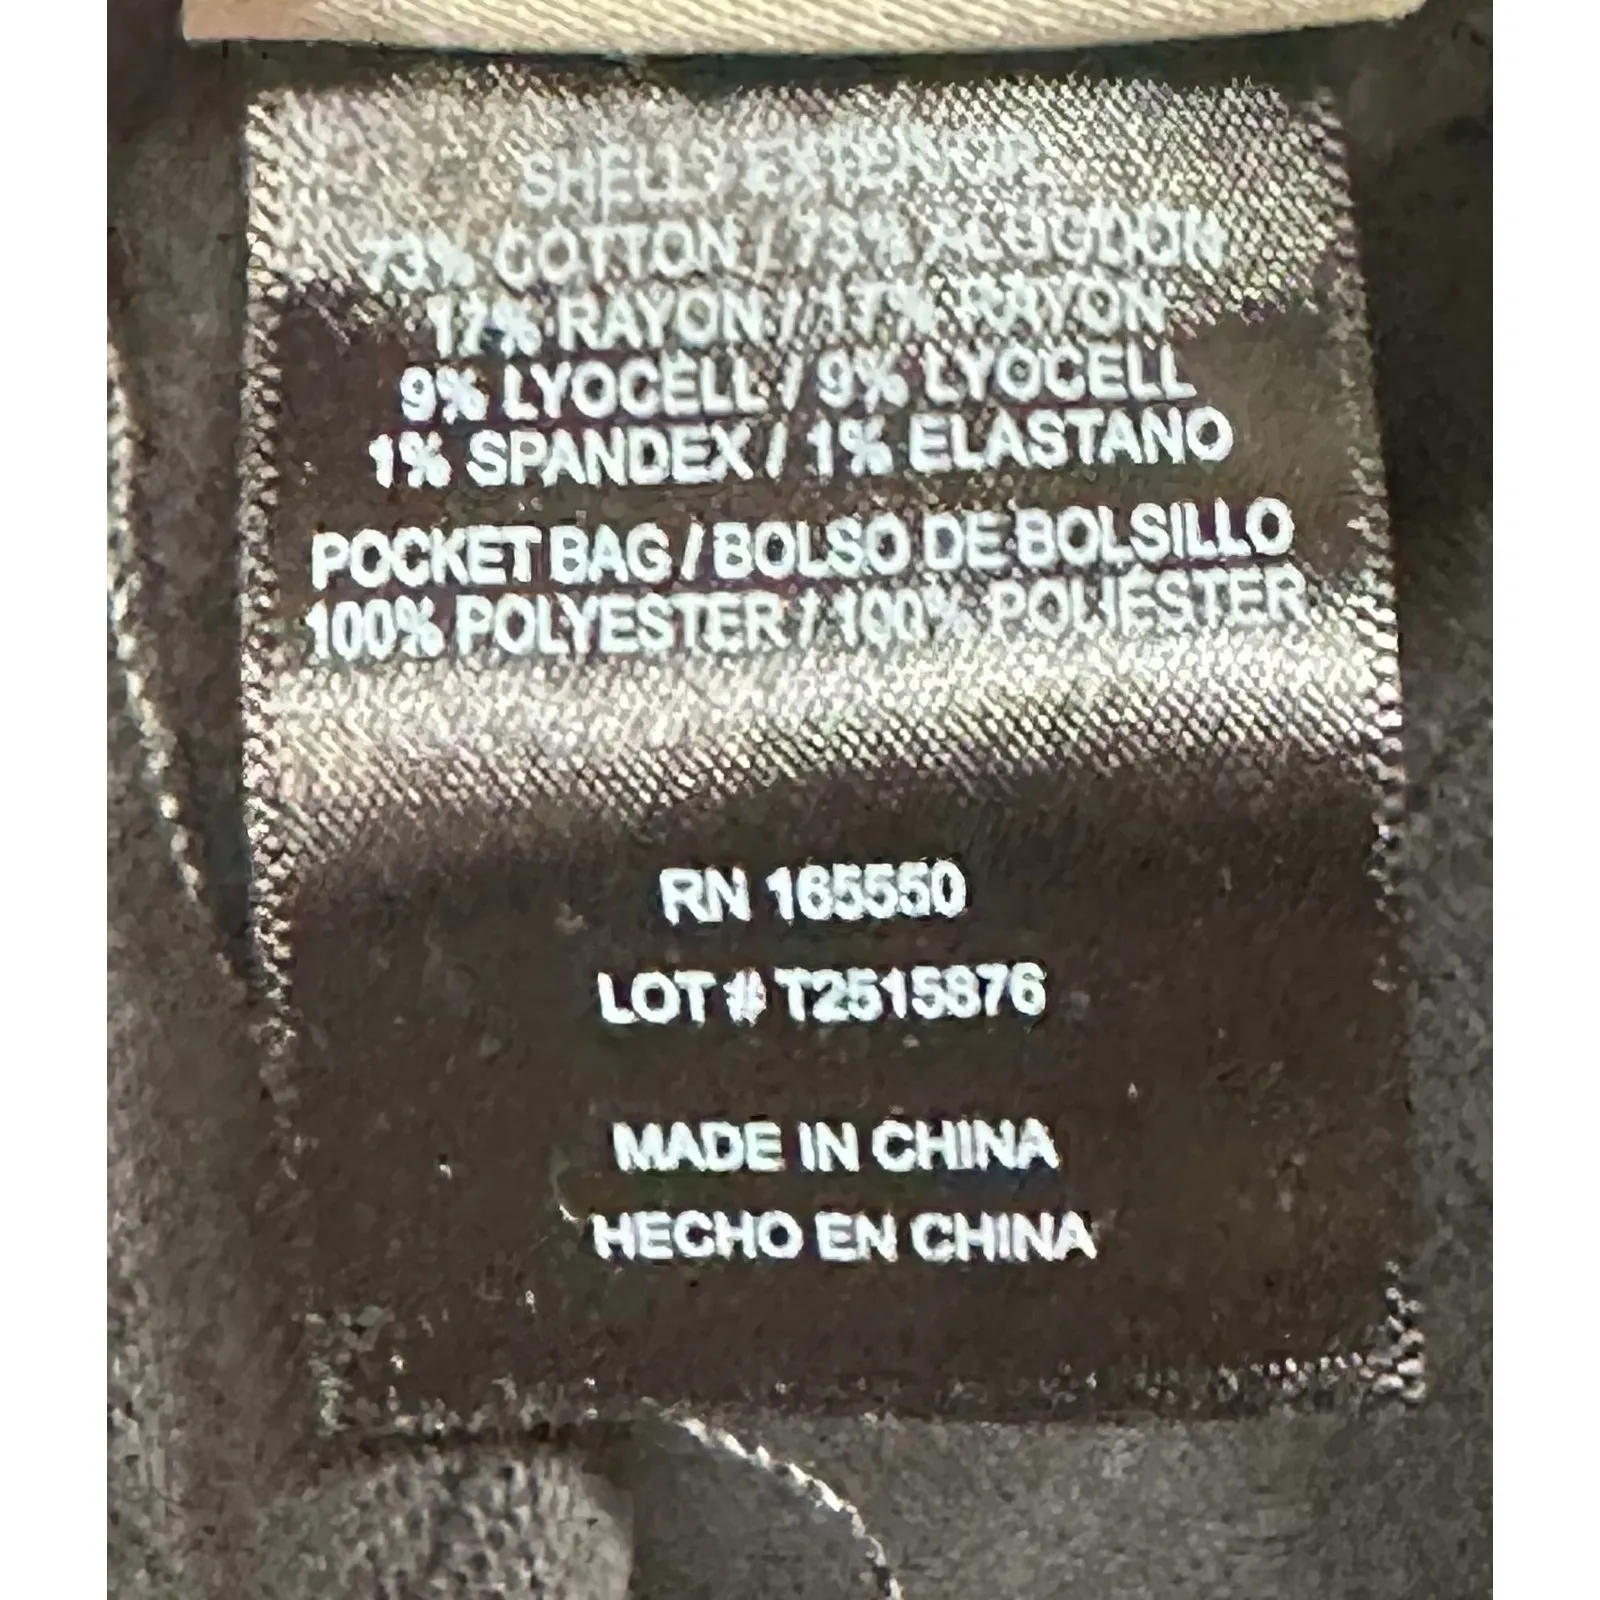 SHELL / EXTERIOR
73% COTTON / 73% ALGODON
17% RAYON / 17% RAYON
9% LYOCELL / 9% LYOCELL
1% SPANDEX / 1% ELASTANO
POCKET BAG / BOLSO DE BOLSILLO
100% POLYESTER / 100% POLIÉSTER
RN 165550
LOT # T2515876
MADE IN CHINA
HECHO EN CHINA